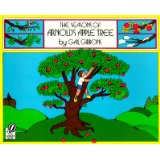 THE SEASONS OF
ARNOLD'S APPLE TREE
by GAIL GIBBONS